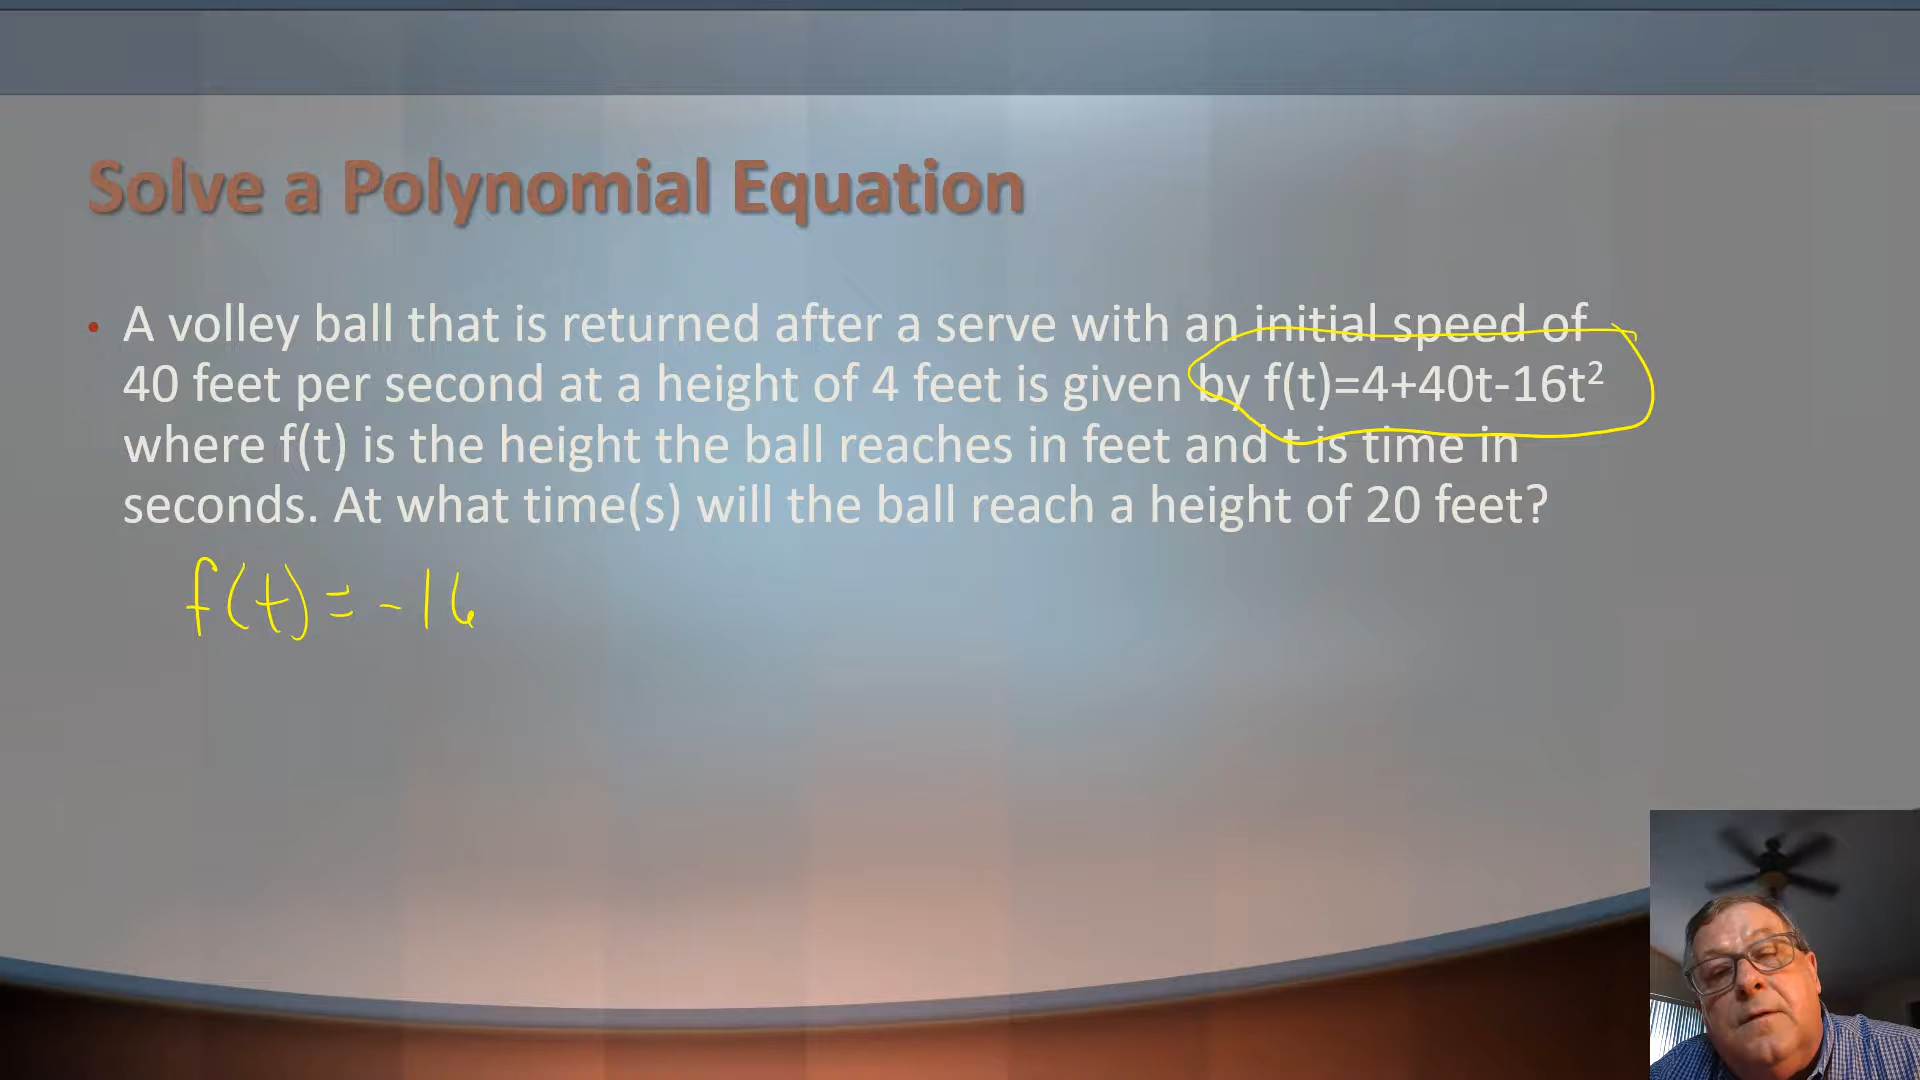 Solve a Polynomial Equation
• A volley ball that is returned after a serve with an initial speed of
40 feet per second at a height of 4 feet is given by f(t)=4+40t-16t²
where f(t) is the height the ball reaches in feet and t is time in
seconds. At what time(s) will the ball reach a height of 20 feet?
f(t) = -16